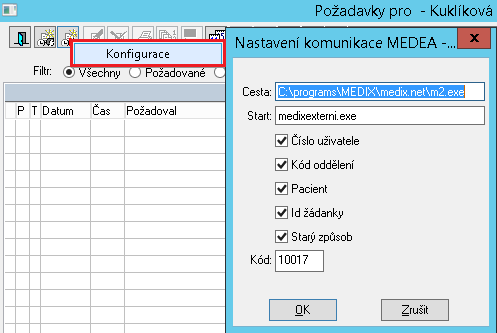 Požadavky pro - Kuklíková
Konfigurace
Filtr: Všechny Požadované
P T Datum Čas Požadoval
Nastavení komunikace MEDEA -...
x
Cesta: C:\programs\MEDIX\medix.net\m2.exe
Start: medixexterni.exe
Číslo uživatele
Kód oddělení
Pacient
Id žádanky
Starý způsob
Kód: 10017
OK Zrušit